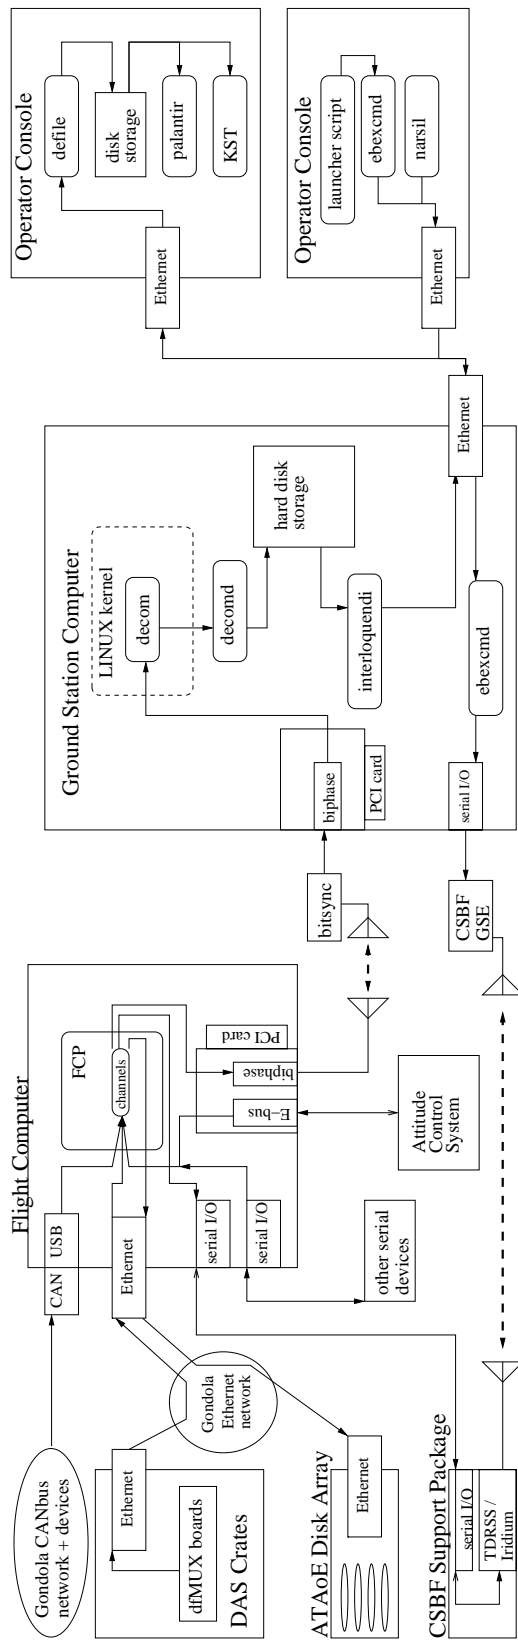 Operator Console
defile
disk
storage
palantir
KST
Ethernet
Operator Console
launcher script
ebexcmd
narsil
Ethernet
Ground Station Computer
LINUX kernel
decom
decomd
hard disk
storage
interloquendi
Ethernet
ebexcmd
biphase
PCI card
serial I/O
bitsync
CSBF
GSE
Flight Computer
FCP
channels
PCI card
biphase
E−bus
CAN
USB
Ethernet
serial I/O
serial I/O
Attitude
Control
System
other serial
devices
Gondola CANbus
network + devices
Gondola
Ethernet
network
Ethernet
dfMUX boards
DAS Crates
ATAoE Disk Array
Ethernet
CSBF Support Package
serial I/O
TDRSS /
Iridium